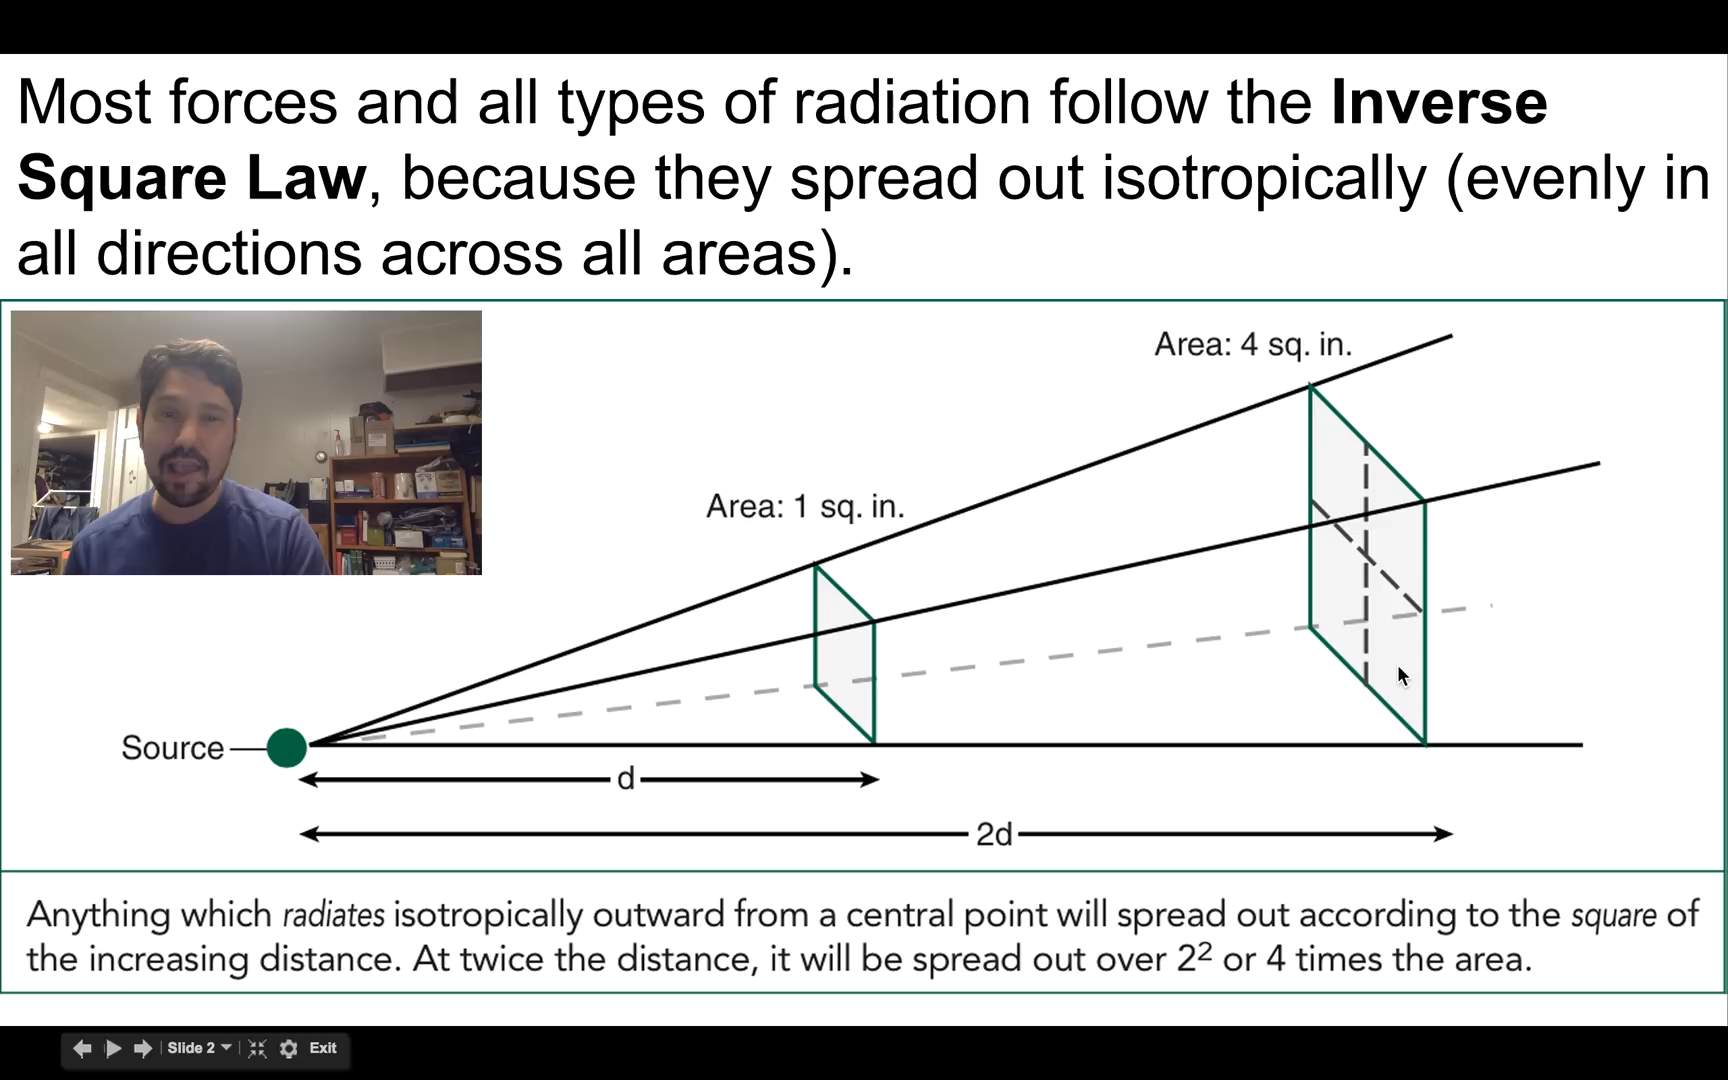 Most forces and all types of radiation follow the Inverse
Square Law, because they spread out isotropically (evenly in
all directions across all areas).
Area: 4 sq. in.
Area: 1 sq. in.
Source
d
2d
Anything which radiates isotropically outward from a central point will spread out according to the square of
the increasing distance. At twice the distance, it will be spread out over 2² or 4 times the area.
Slide 2
Exit